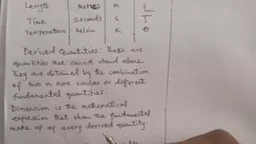 Length metres m L
Time seconds s T
Temperature Kelvin K θ
Derived Quantities: These are
quantities that cannot stand alone
They are obtained by the combination
of two or more similar or different
fundamental quantities.
Dimension is the mathematical
expression that show the fundamental
make up of every derived quantity